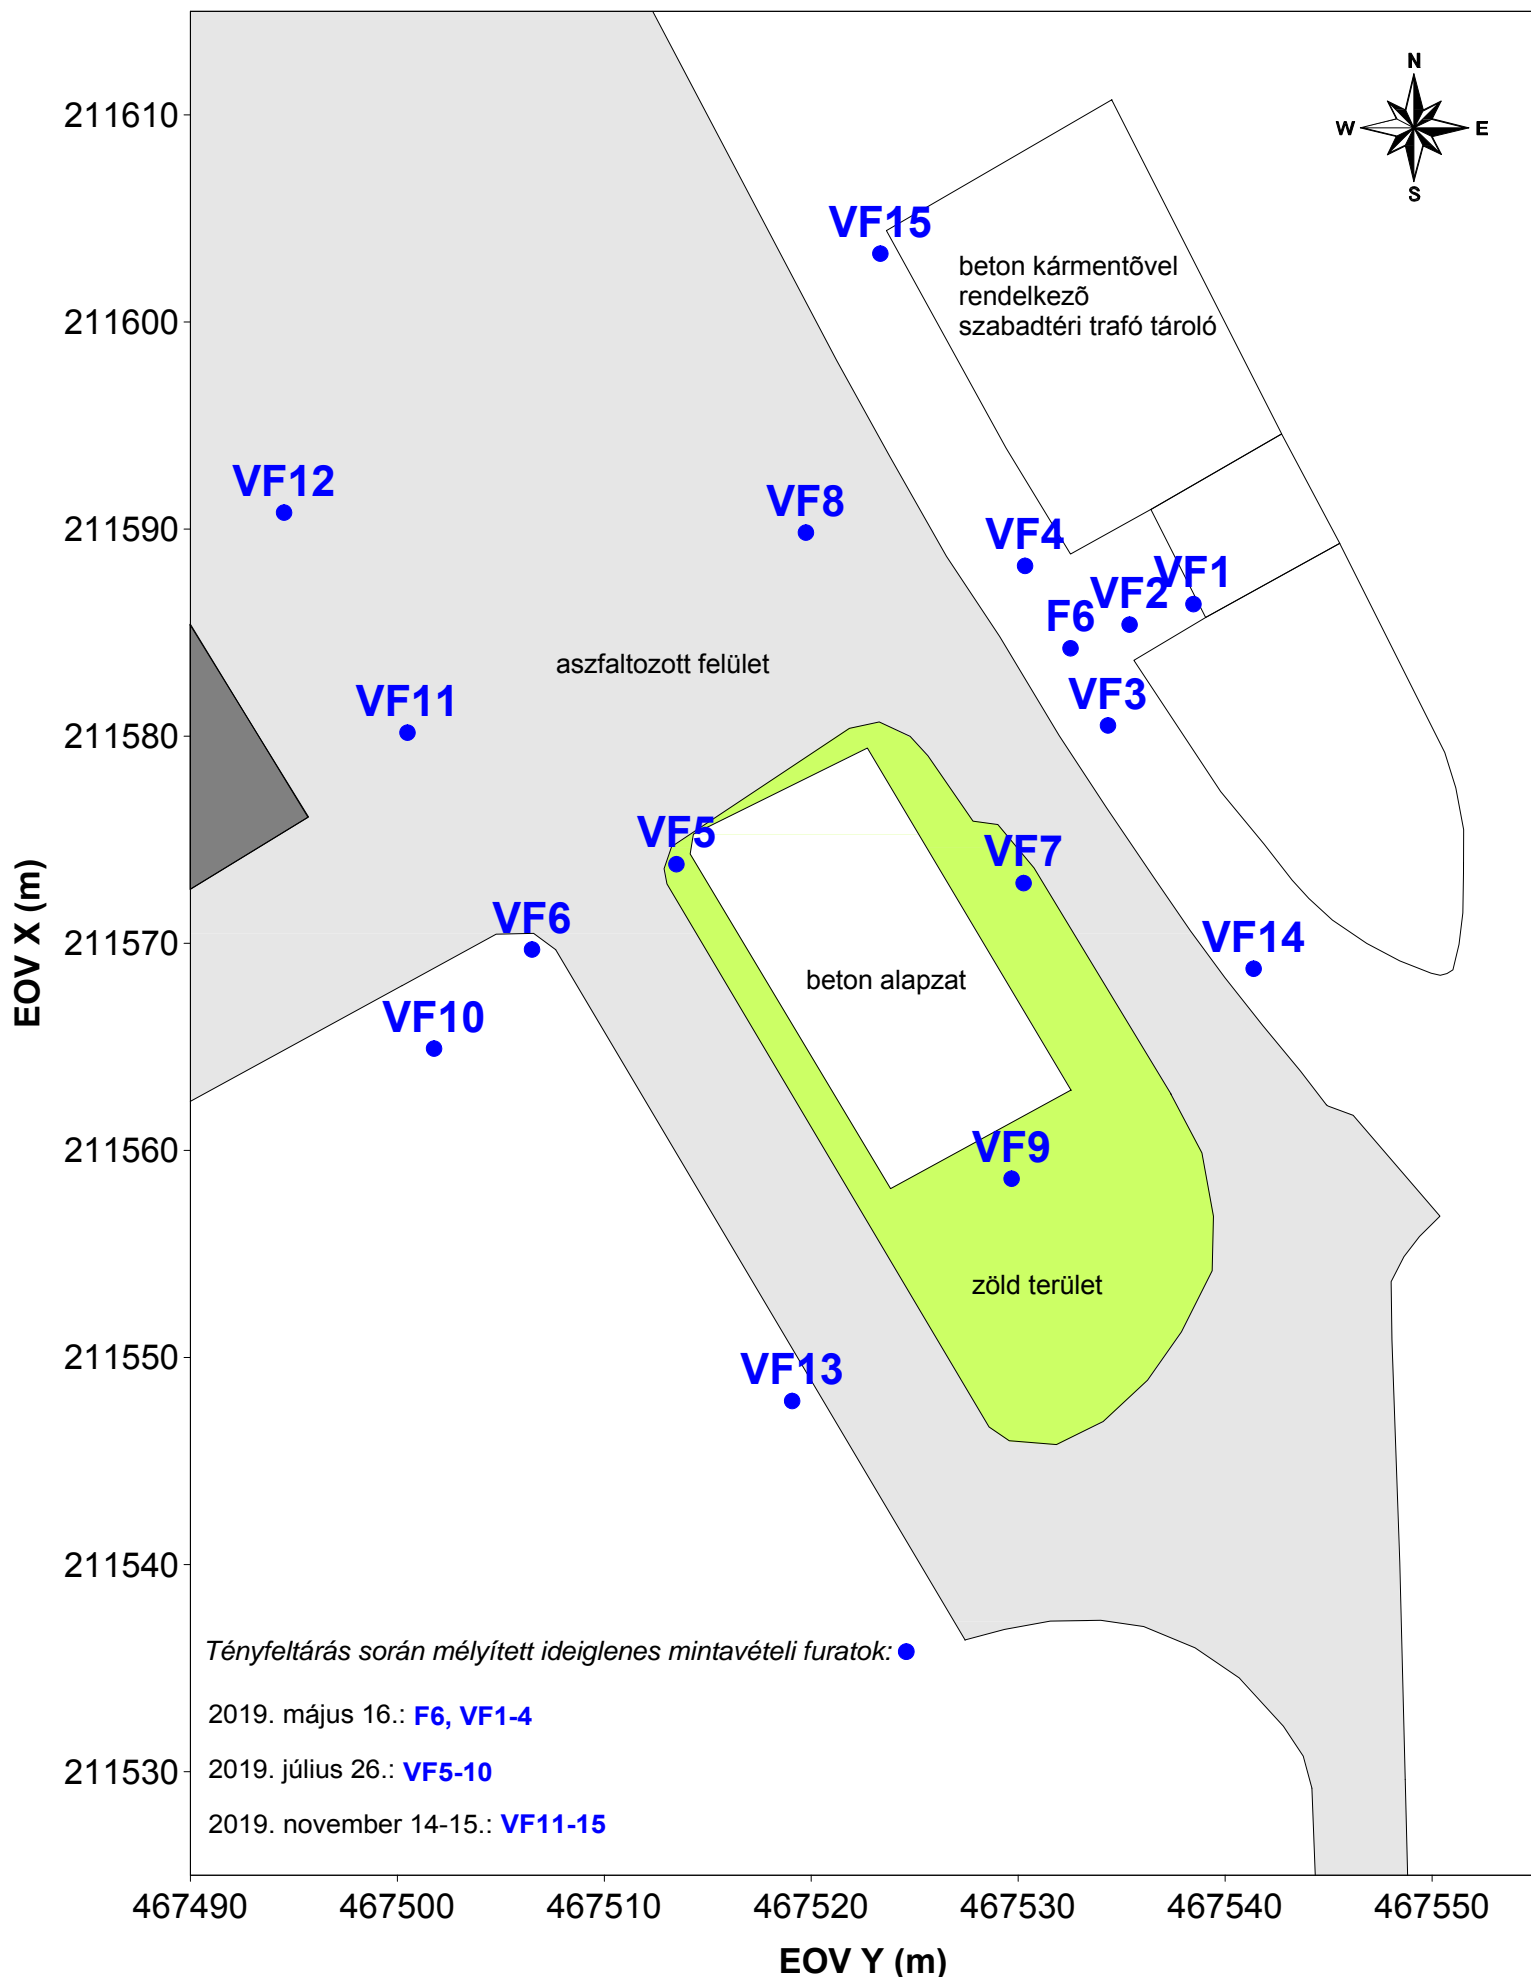 N
W E
S
211610
211600
211590
211580
211570
211560
211550
211540
211530
EOV X (m)
VF15
beton kármentõvel
rendelkezõ
szabadtéri trafó tároló
VF12
VF8
VF4
VF1
VF2
F6
aszfaltozott felület
VF3
VF11
VF5
VF7
VF6
VF14
beton alapzat
VF10
VF9
zöld terület
VF13
Tényfeltárás során mélyített ideiglenes mintavételi furatok:
2019. május 16.: F6, VF1-4
2019. július 26.: VF5-10
2019. november 14-15.: VF11-15
467490 467500 467510 467520 467530 467540 467550
EOV Y (m)